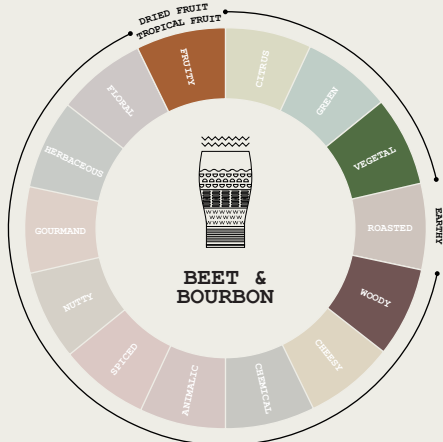 DRIED FRUIT
TROPICAL FRUIT
FRUITY
CITRUS
GREEN
VEGETAL
EARTHY
ROASTED
WOODY
CHEESY
CHEMICAL
ANIMALIC
SPICED
NUTTY
GOURMAND
HERBACEOUS
FLORAL
BEET &
BOURBON